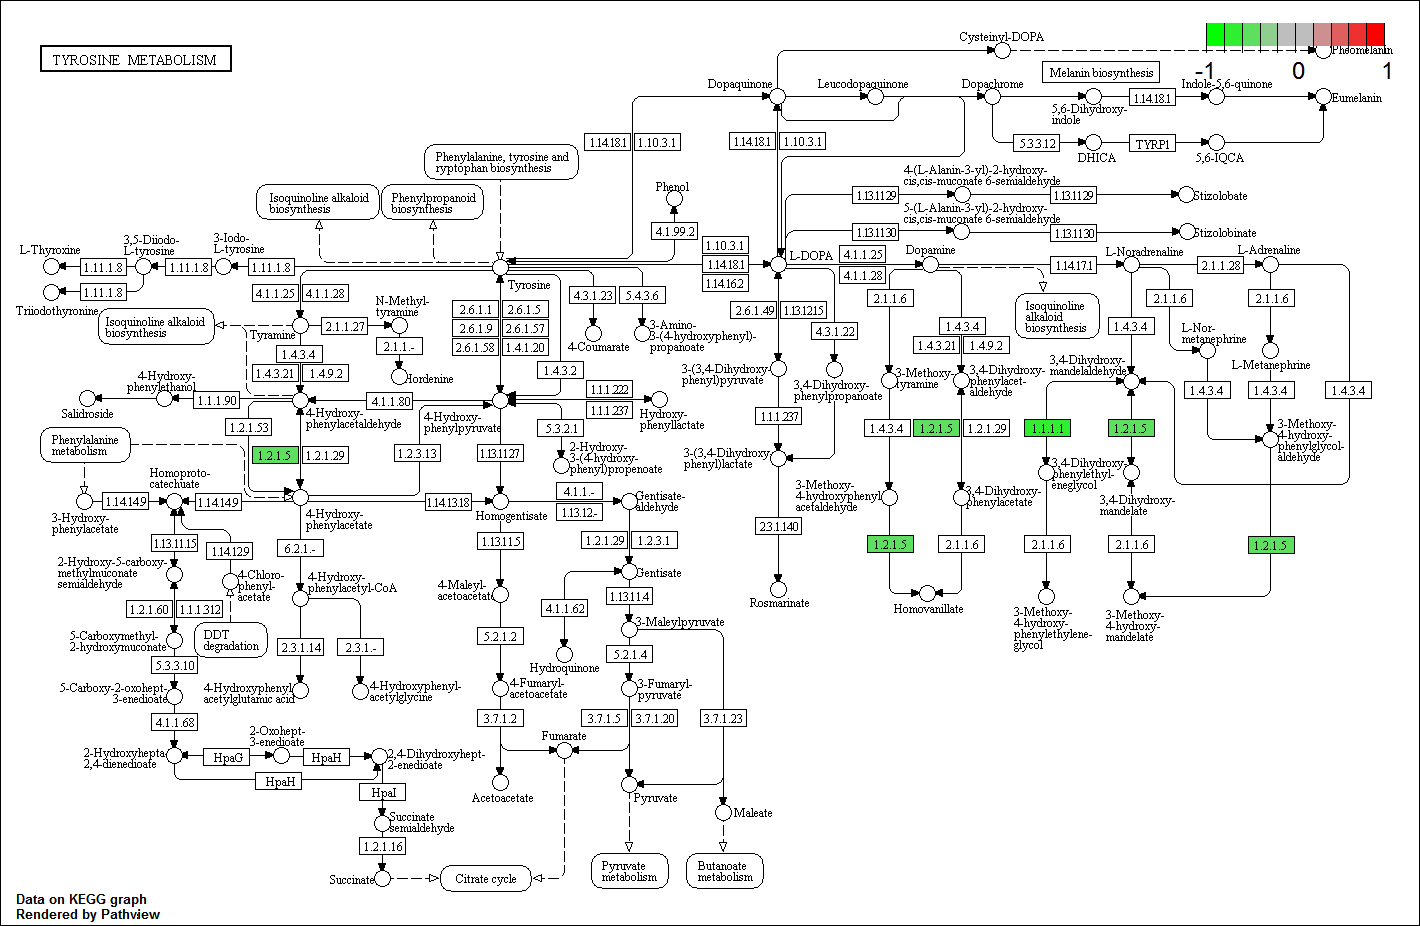 TYROSINE METABOLISM
Cysteinyl-DOPA
Pheomelanin
-1
0
1
Melanin biosynthesis
Dopaquinone
Leucodopaquinone
Dopachrome
Indole-5,6-quinone
Eumelanin
5,6-Dihydroxy-
indole
1.14.18.1
1.14.18.1
1.10.3.1
1.14.18.1
1.10.3.1
5.3.3.12
DHICA
TYRP1
5,6-IQCA
Phenylalanine, tyrosine and
ryptophan biosynthesis
Isoquinoline alkaloid
biosynthesis
Phenylpropanoid
biosynthesis
Phenol
4.1.99.2
4-(L-Alanin-3-yl)-2-hydroxy-
cis,cis-muconate 6-semialdehyde
1.13.11.29
1.13.11.29
Stizolobate
5-(L-Alanin-3-yl)-2-hydroxy-
cis,cis-muconate 6-semialdehyde
1.13.11.30
1.13.11.30
Stizolobinate
L-Thyroxine
3,5-Diiodo-
L-tyrosine
3-Iodo-
L-tyrosine
1.11.1.8
1.11.1.8
1.11.1.8
1.11.1.8
Triiodothyronine
Tyrosine
1.10.3.1
1.14.18.1
1.14.16.2
L-DOPA
4.1.1.25
4.1.1.28
Dopamine
1.14.17.1
L-Noradrenaline
2.1.1.28
L-Adrenaline
4.1.1.25
4.1.1.28
N-Methyl-
tyramine
Isoquinoline alkaloid
biosynthesis
Tyramine
2.1.1.27
2.1.1.-
Hordenine
2.6.1.1
2.6.1.5
2.6.1.9
2.6.1.57
2.6.1.58
1.4.1.20
4.3.1.23
5.4.3.6
4-Coumarate
3-Amino-
3-(4-hydroxyphenyl)-
propanoate
1.4.3.2
2.6.1.49
1.13.12.15
4.3.1.22
2.1.1.6
1.4.3.4
1.4.3.21
1.4.9.2
Isoquinoline
alkaloid
biosynthesis
1.4.3.4
2.1.1.6
L-Nor-
metanephrine
2.1.1.6
L-Metanephrine
1.4.3.4
1.4.3.21
1.4.9.2
4-Hydroxy-
phenylethanol
Salidroside
1.1.1.90
4-Hydroxy-
phenylacetaldehyde
4.1.1.80
4-Hydroxy-
phenylpyruvate
1.1.1.222
1.1.1.237
Hydroxy-
phenyllactate
3-(3,4-Dihydroxy-
phenyl)pyruvate
3,4-Dihydroxy-
phenylpropanoate
3-Methoxy-
tyramine
3,4-Dihydroxy-
phenylacet-
aldehyde
3,4-Dihydroxy-
mandelaldehyde
1.4.3.4
1.4.3.4
1.4.3.4
Phenylalanine
metabolism
1.2.1.53
1.2.1.5
1.2.1.29
1.2.3.13
1.13.11.27
5.3.2.1
2-Hydroxy-
3-(4-hydroxy-
phenyl)propenoate
1.1.1.237
3-(3,4-Dihydroxy-
phenyl)lactate
1.4.3.4
1.2.1.5
1.2.1.29
1.1.1.1
1.2.1.5
3-Methoxy-
4-hydroxy-
phenylglycol-
aldehyde
3,4-Dihydroxy-
phenylethyl-
eneglycol
3,4-Dihydroxy-
mandelate
Homoproto-
catechuate
1.14.14.9
1.14.14.9
3-Hydroxy-
phenylacetate
4-Hydroxy-
phenylacetate
1.14.13.18
Homogentisate
4.1.1.-
1.13.12.-
Gentisate-
aldehyde
3-Methoxy-
4-hydroxyphenyl
acetaldehyde
3,4-Dihydroxy-
phenylacetate
2.3.1.140
Rosmarinate
1.2.1.5
2.1.1.6
Homovanillate
2.1.1.6
2.1.1.6
1.2.1.5
3-Methoxy-
4-hydroxy-
phenylethylene-
glycol
3-Methoxy-
4-hydroxy-
mandelate
1.13.11.15
1.14.12.9
6.2.1.-
1.13.11.5
1.2.1.29
1.2.3.1
2-Hydroxy-5-carboxy-
methylmuconate
semialdehyde
4-Chloro-
phenyl-
acetate
4-Hydroxy-
phenylacetyl-CoA
4-Maleyl-
acetoacetate
Gentisate
4.1.1.62
1.13.11.4
1.2.1.60
1.1.1.312
DDT
degradation
5-Carboxymethyl-
2-hydroxymuconate
2.3.1.14
2.3.1.-
5.2.1.2
Hydroquinone
3-Maleylpyruvate
5.2.1.4
5.3.3.10
5-Carboxy-2-oxohept-
3-enedioate
4-Hydroxyphenyl
acetylglutamic acid
4-Hydroxyphenyl-
acetylglycine
4-Fumaryl-
acetoacetate
3-Fumaryl-
pyruvate
4.1.1.68
3.7.1.2
3.7.1.5
3.7.1.20
3.7.1.23
2-Hydroxyhepta
2,4-dienedioate
2-Oxohept-
3-enedioate
HpaG
HpaH
HpaH
2,4-Dihydroxyhept-
2-enedioate
Fumarate
HpaI
Acetoacetate
Pyruvate
Maleate
Succinate
semialdehyde
1.2.1.16
Succinate
Citrate cycle
Pyruvate
metabolism
Butanoate
metabolism
Data on KEGG graph
Rendered by Pathview